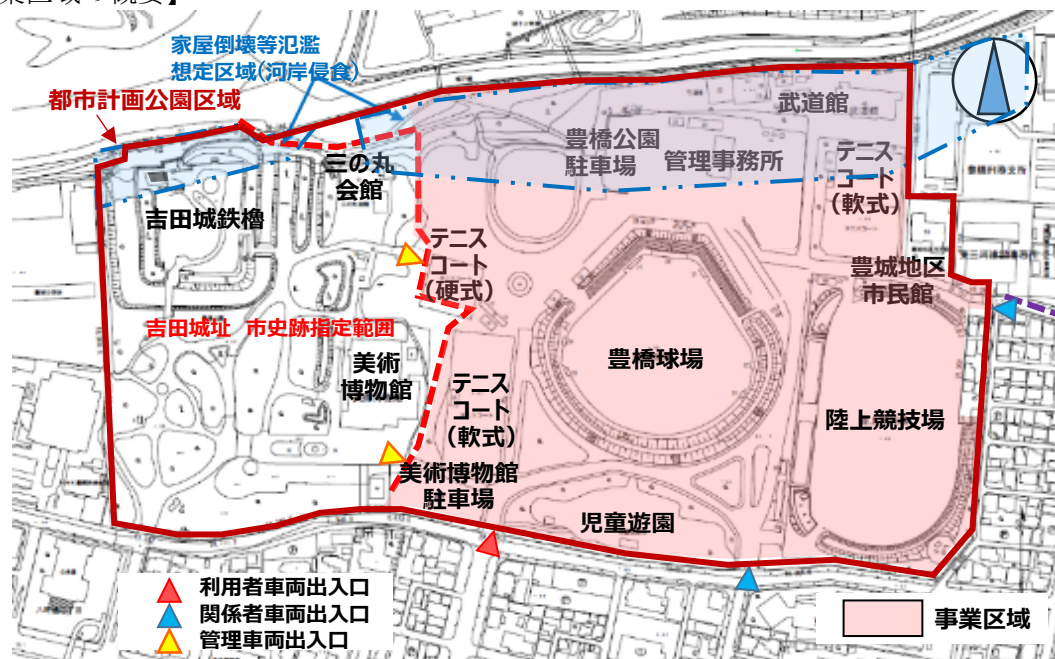 業区域の概要】
家屋倒壊等氾濫
想定区域(河岸侵食)
都市計画公園区域
武道館
豊橋公園
駐車場
管理事務所
三の丸
会館
テニス
コート
(軟式)
吉田城鉄櫓
テニス
コート
(硬式)
豊城地区
市民館
吉田城址 市史跡指定範囲
美術
博物館
豊橋球場
テニス
コート
(軟式)
陸上競技場
美術博物館
駐車場
児童遊園
利用者車両出入口
関係者車両出入口
管理車両出入口
事業区域